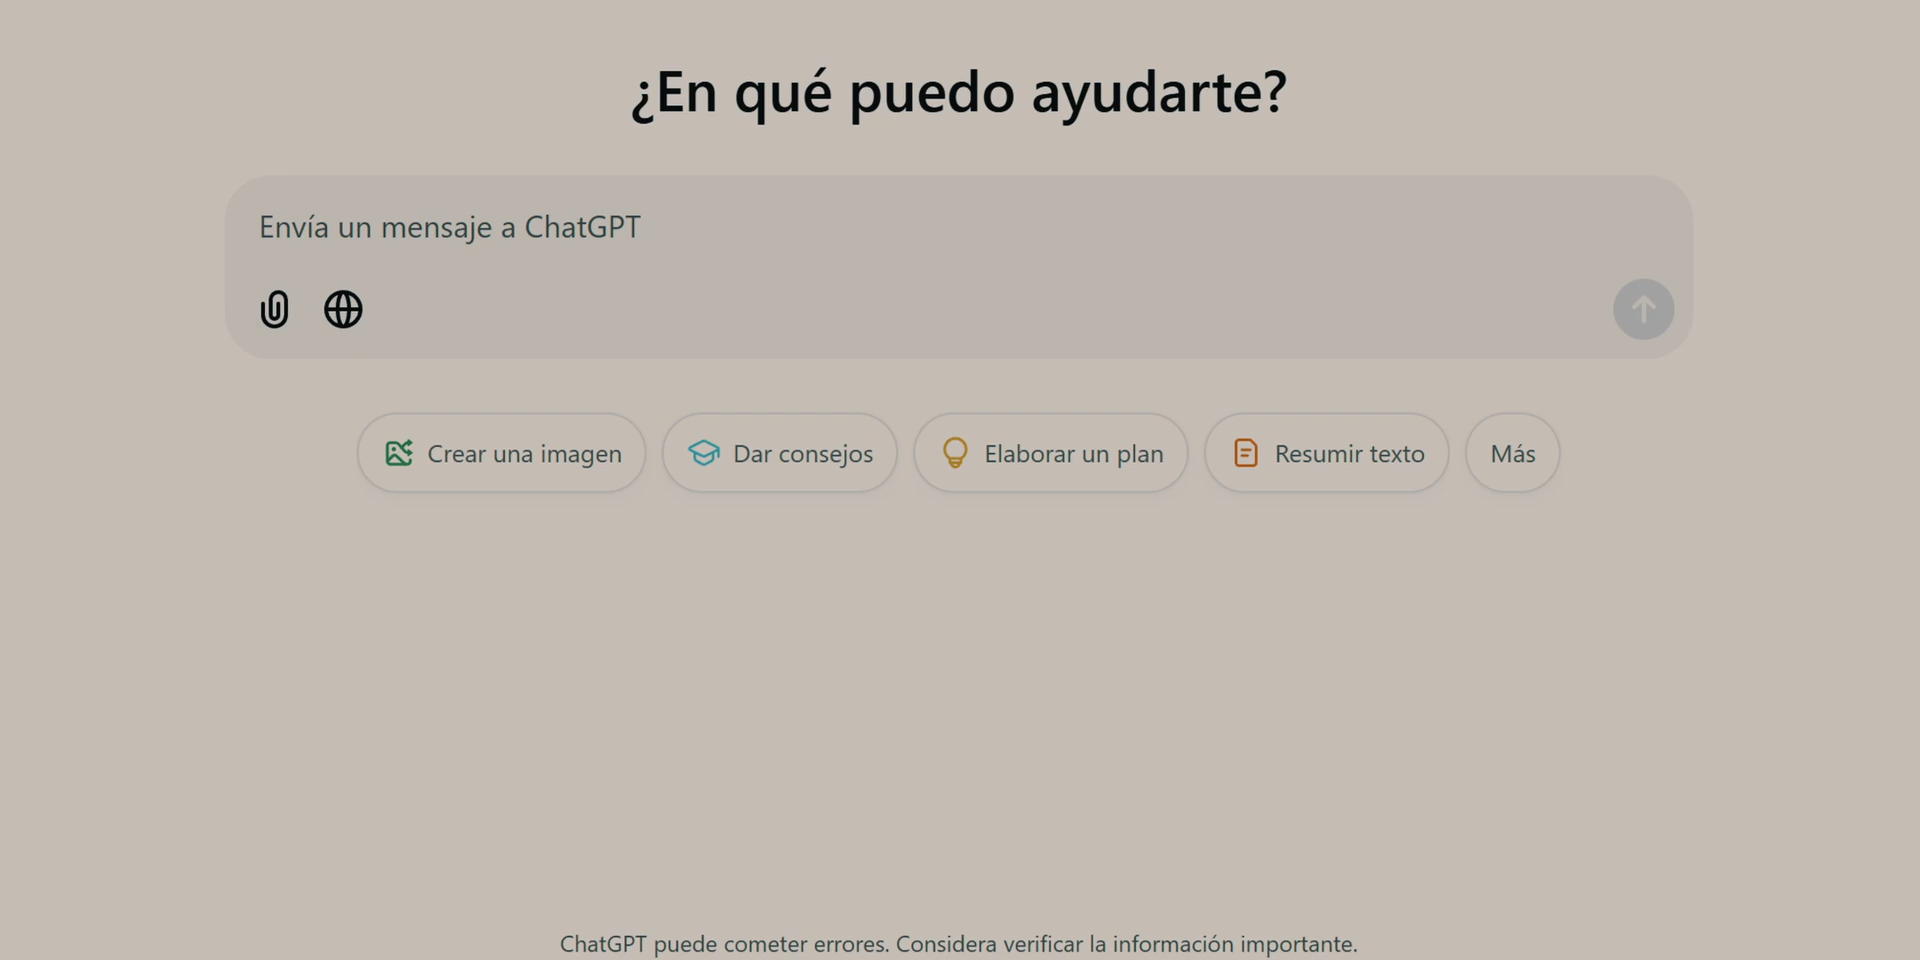 ¿En qué puedo ayudarte?
Envía un mensaje a ChatGPT
Crear una imagen
Dar consejos
Elaborar un plan
Resumir texto
Más
ChatGPT puede cometer errores. Considera verificar la información importante.